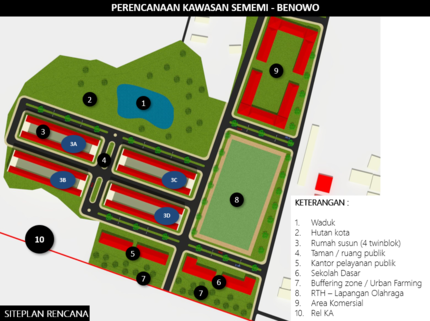 PERENCANAAN KAWASAN SEMEMI - BENOWO
9
2
1
3
3A
4
3B
3C
3D
8
10
5
6
7
7
KETERANGAN :
1. Waduk
2. Hutan kota
3. Rumah susun (4 twinblok)
4. Taman / ruang publik
5. Kantor pelayanan publik
6. Sekolah Dasar
7. Buffering zone / Urban Farming
8. RTH – Lapangan Olahraga
9. Area Komersial
10. Rel KA
SITEPLAN RENCANA